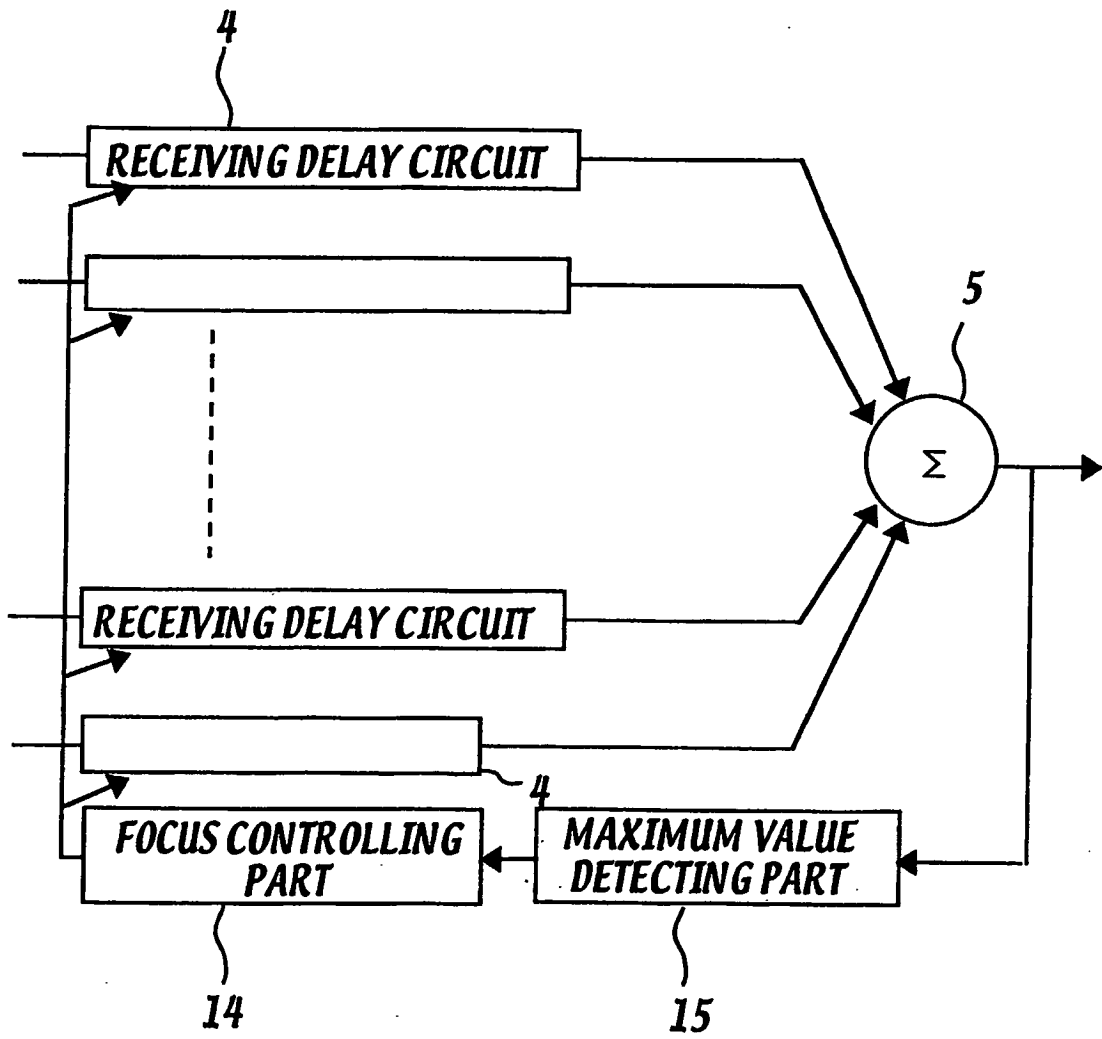 4
RECEIVING DELAY CIRCUIT
5
Σ
RECEIVING DELAY CIRCUIT
4
FOCUS CONTROLLING
PART
MAXIMUM VALUE
DETECTING PART
14
15